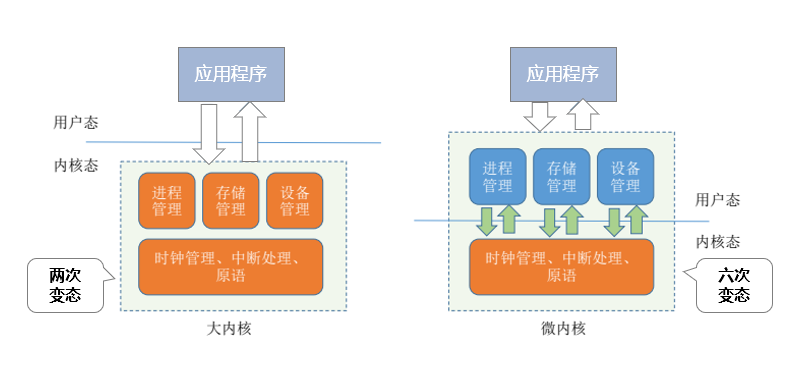 应用程序
用户态
内核态
进程
管理
存储
管理
设备
管理
时钟管理、中断处理、
原语
两次
变态
大内核
应用程序
进程
管理
存储
管理
设备
管理
用户态
内核态
时钟管理、中断处理、
原语
六次
变态
微内核